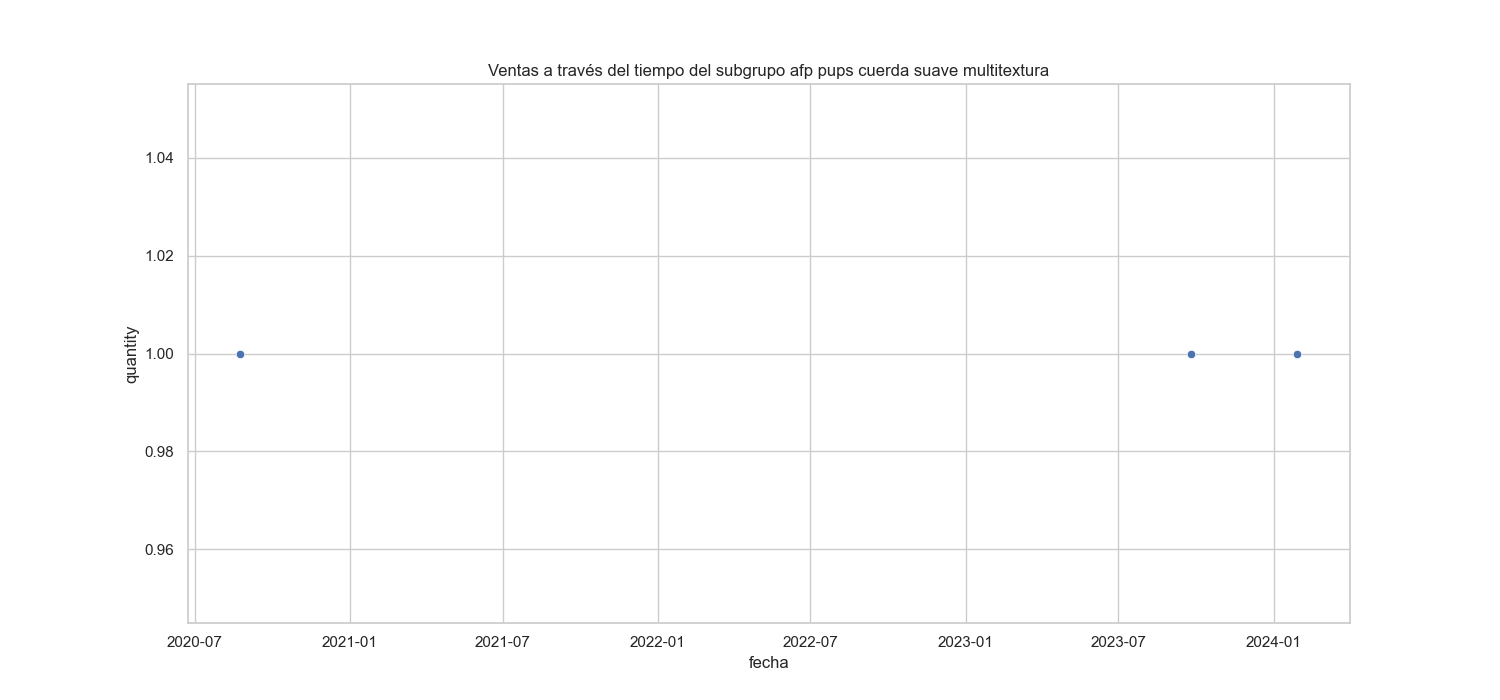 Ventas a través del tiempo del subgrupo afp pups cuerda suave multitextura
1.04
1.02
1.00
0.98
0.96
quantity
2020-07 2021-01 2021-07 2022-01 2022-07 2023-01 2023-07 2024-01
fecha